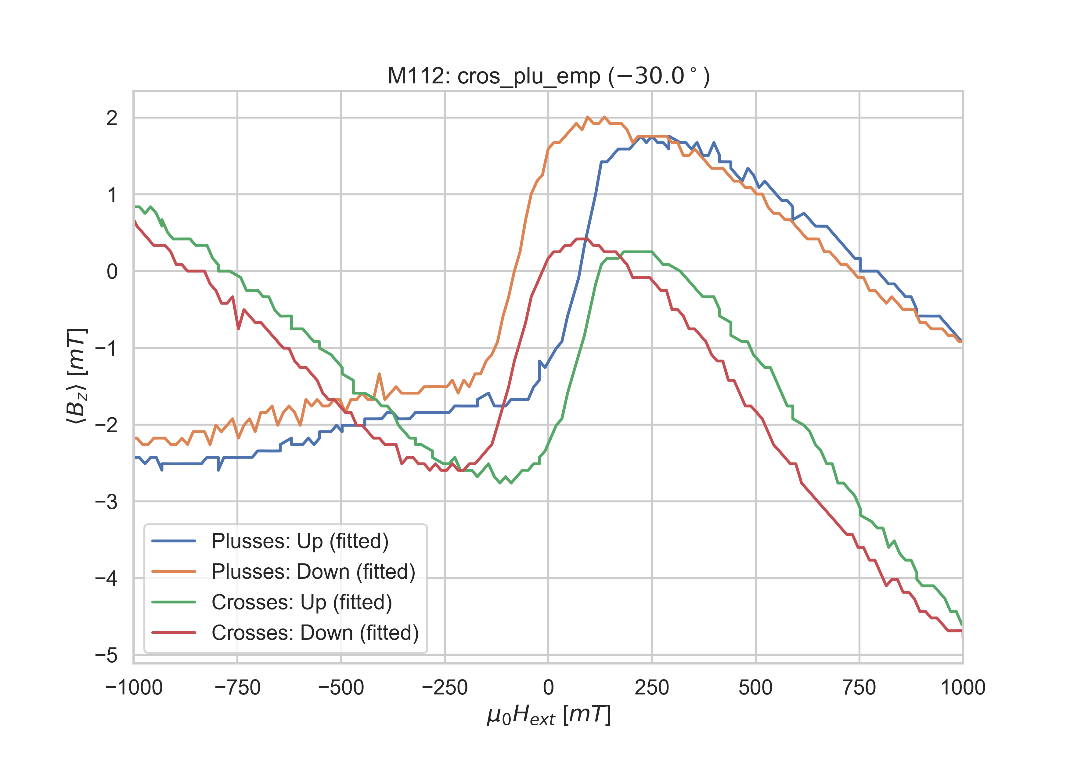 M112: cros_plu_emp (−30.0°)
2
1
0
−1
−2
−3
−4
−5
⟨B_z⟩ [mT]
Plusses: Up (fitted)
Plusses: Down (fitted)
Crosses: Up (fitted)
Crosses: Down (fitted)
−1000 −750 −500 −250 0 250 500 750 1000
μ₀H_ext [mT]